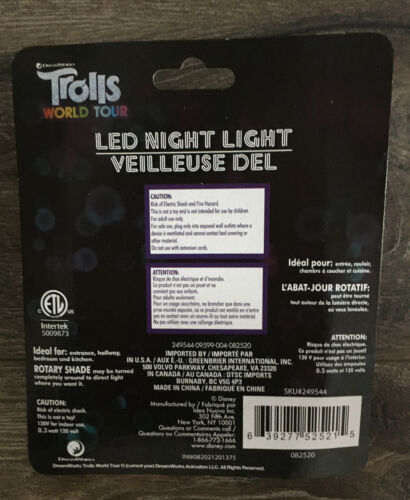 DREAMWORKS
Trolls
WORLD TOUR
LED NIGHT LIGHT
VEILLEUSE DEL
CAUTION:
Risk of Electric Shock and Fire Hazard.
This is not a toy and is not intended for use by children.
For adult use only.
For safe use, plug only into exposed wall outlets where a
device is ventilated and cannot contact bed covering or
other material.
Do not use with extension cords.
ATTENTION:
Risque de choc électrique et d'incendie.
Ce produit n'est pas un jouet et ne
convient pas aux enfants.
Pour adulte seulement.
Pour un usage sécuritaire, ne brancher que dans une
prise murale exposée, où ce produit est ventilé et n'entre
pas en contact avec un couvre-lit ou tout autre matériel.
Ne pas utiliser avec une rallonge électrique.
Idéal pour: entrée, couloir,
chambre à coucher et cuisine.
L'ABAT-JOUR ROTATIF:
peut être tourné
tout autour de la lumière directe,
où vous la voulez.
ETL
Intertek
5009873
Ideal for: entrance, hallway,
bedroom and kitchen.
ROTARY SHADE may be turned
completely around to direct light
where you want it.
CAUTION:
Risk of electric shock.
This is not a toy!
120V for indoor use.
0.3 watt 120 volt
ATTENTION:
Risque de choc électrique.
Ce produit n'est pas un jouet!
120 V pour usage à l'intérieur.
Ampoules utilisées:
0.3 watts à 120 volts
249544-09599-004-082520
IMPORTED BY / IMPORTÉ PAR
IN U.S.A. / AUX É.-U. : GREENBRIER INTERNATIONAL, INC.
500 VOLVO PARKWAY, CHESAPEAKE, VA 23320
IN CANADA / AU CANADA : DTSC IMPORTS
BURNABY, BC V5G 4P3
MADE IN CHINA / FABRIQUÉ EN CHINE
© Disney
Manufactured by / Fabriqué par
Idea Nuova Inc.
302 Fifth Ave.
New York, NY 10001
Questions or Comments call /
Questions ou Commentaires Appeler:
1-866-772-1666
www.Disney.com
INI#082021201375
SKU#249544
6 39277 52521 5
082520
DREAMWORKS
DreamWorks Trolls World Tour © (current year) DreamWorks Animation LLC. All Rights Reserved.